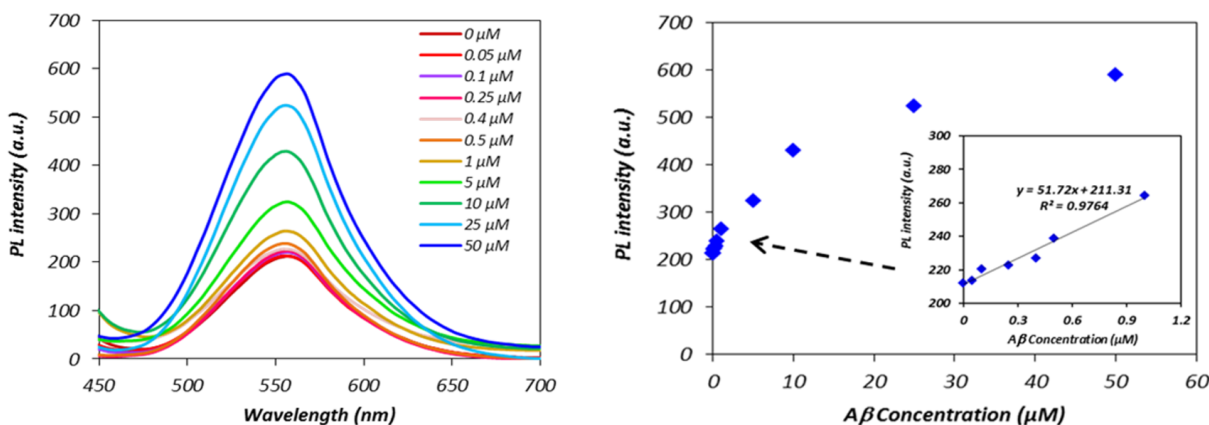 700
600
500
400
300
200
100
0
450
500
550
600
650
700
PL intensity (a.u.)
Wavelength (nm)
0 µM
0.05 µM
0.1 µM
0.25 µM
0.4 µM
0.5 µM
1 µM
5 µM
10 µM
25 µM
50 µM
700
600
500
400
300
200
100
0
0
10
20
30
40
50
60
PL intensity (a.u.)
Aβ Concentration (µM)
300
280
260
240
220
200
0
0.3
0.6
0.9
1.2
PL intensity (a.u.)
Aβ Concentration (µM)
y = 51.72x + 211.31
R² = 0.9764